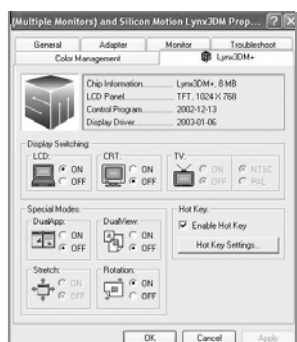 (Multiple Monitors) and Silicon Motion Lynx3DM Prop...
General Adapter Monitor Troubleshoot
Color Management Lynx3DM+
SM
Chip Information............ Lynx3DM+, 8 MB
LCD Panel................... TFT, 1024 X 768
Control Program........... 2002-12-13
Display Driver.............. 2003-01-06
Display Switching:
LCD: CRT: TV:
ON ON ON NTSC
OFF OFF OFF PAL
Special Modes: Hot Key:
DualApp: DualView: Enable Hot Key
ON ON
OFF OFF Hot Key Settings...
Stretch: Rotation:
ON ON
OFF OFF
OK Cancel Apply